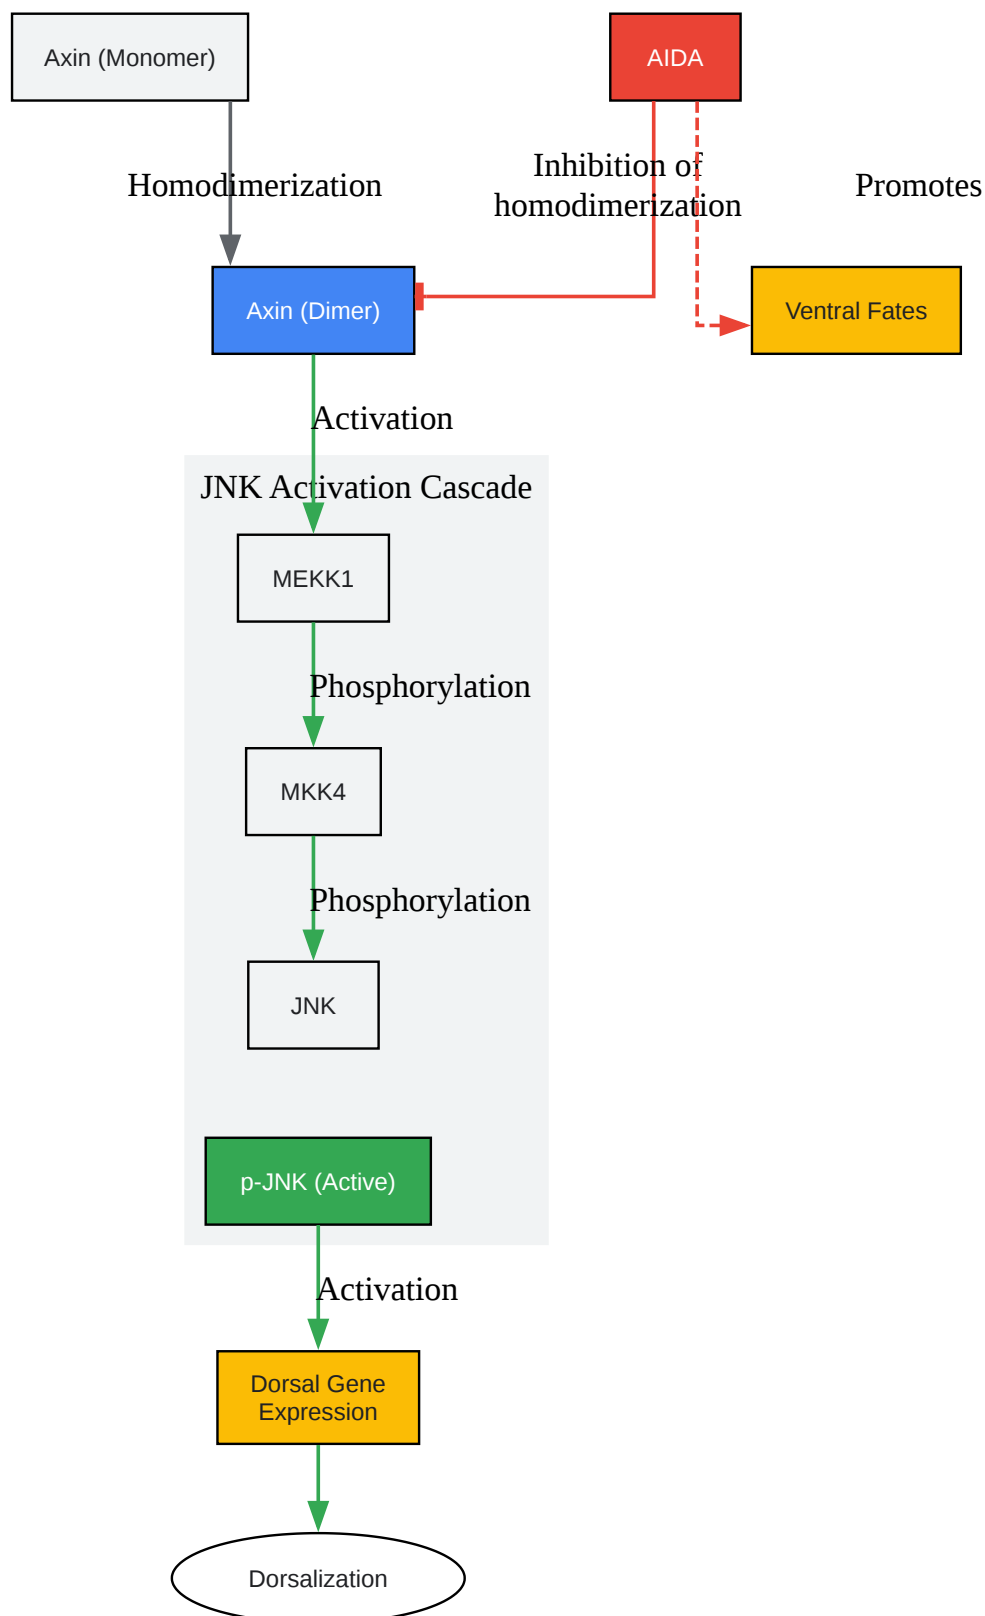 Axin (Monomer)
AIDA
Homodimerization
Inhibition of
homodimerization
Promotes
Axin (Dimer)
Ventral Fates
Activation
JNK Activation Cascade
MEKK1
Phosphorylation
MKK4
Phosphorylation
JNK
p-JNK (Active)
Activation
Dorsal Gene
Expression
Dorsalization